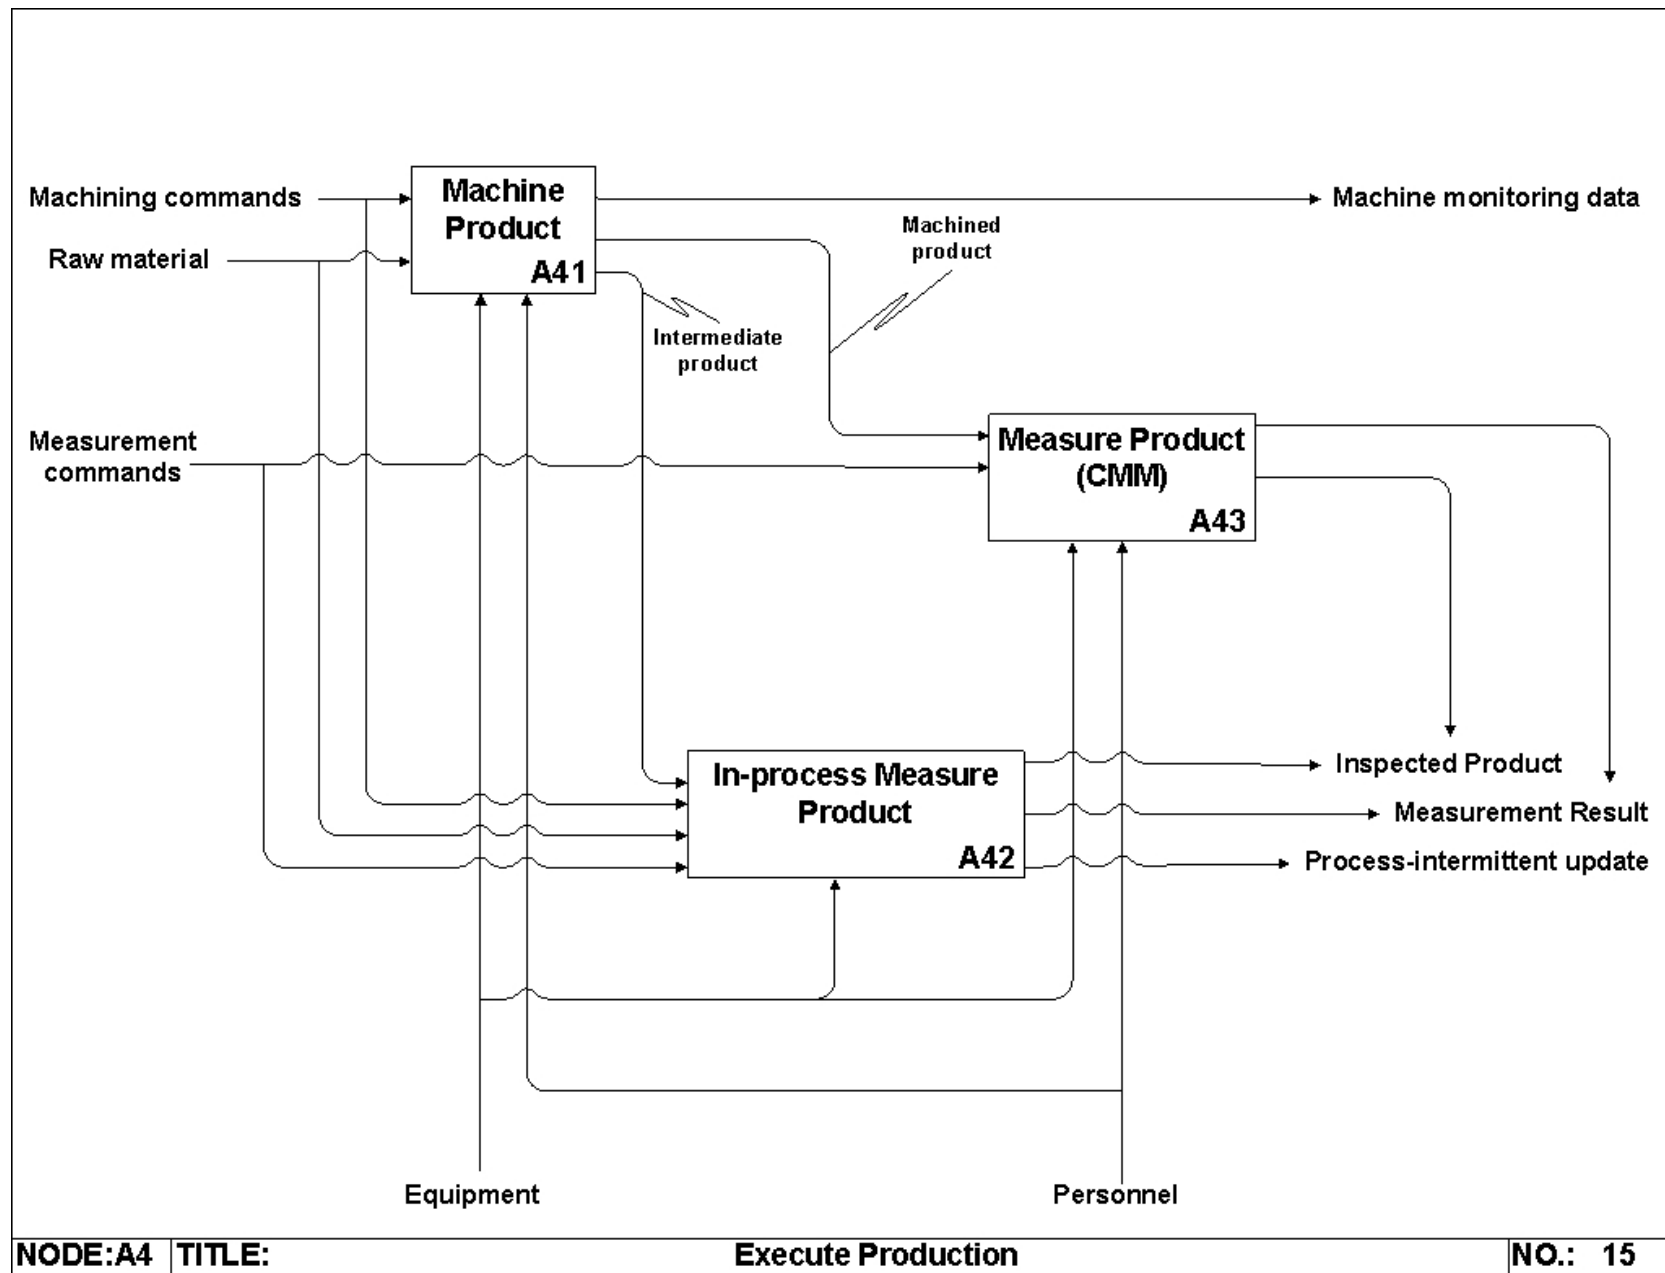 Machine
Product
A41
Machining commands
Machine monitoring data
Machined
product
Raw material
Intermediate
product
Measurement
commands
Measure Product
(CMM)
A43
In-process Measure
Product
A42
Inspected Product
Measurement Result
Process-intermittent update
Equipment
Personnel
NODE:A4 TITLE: Execute Production NO.: 15